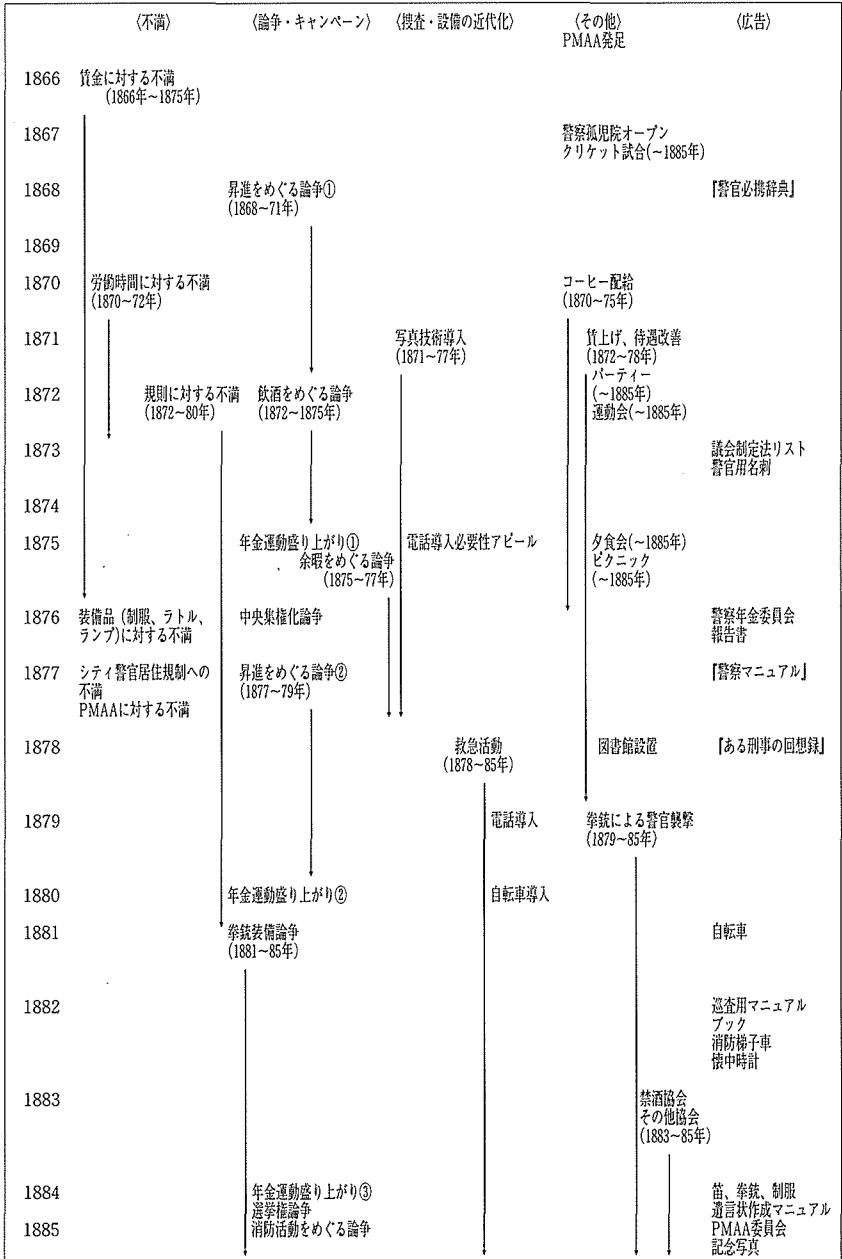 〈不満〉 〈論争・キャンペーン〉 〈捜査・設備の近代化〉 〈その他〉 〈広告〉
PMAA発足
1866 賃金に対する不満
(1866年~1875年)
1867 警察孤児院オープン
クリケット試合(~1885年)
1868 昇進をめぐる論争① 『警官必携辞典』
(1868~71年)
1869
1870 労働時間に対する不満 コーヒー配給
(1870~72年) (1870~75年)
1871 写真技術導入 賃上げ、待遇改善
(1871~77年) (1872~78年)
パーティー
1872 規則に対する不満 飲酒をめぐる論争 (~1885年)
(1872~80年) (1872~1875年) 運動会(~1885年)
1873 議会制定法リスト
警官用名刺
1874
1875 年金運動盛り上がり① 電話導入必要性アピール 夕食会(~1885年)
余暇をめぐる論争 ピクニック
(1875~77年) (~1885年)
1876 装備品(制服、ラトル、 中央集権化論争 警察年金委員会
ランプ)に対する不満 報告書
1877 シティ警官居住規制への 昇進をめぐる論争② 『警察マニュアル』
不満 (1877~79年)
PMAAに対する不満
1878 救急活動 図書館設置 『ある刑事の回想録』
(1878~85年)
1879 電話導入 拳銃による警官襲撃
(1879~85年)
1880 年金運動盛り上がり② 自転車導入
1881 拳銃装備論争 自転車
(1881~85年)
1882 巡査用マニュアル
ブック
消防梯子車
懐中時計
1883 禁酒協会
その他協会
(1883~85年)
1884 年金運動盛り上がり③ 笛、拳銃、制服
選挙権論争 遺言状作成マニュアル
1885 消防活動をめぐる論争 PMAA委員会
記念写真